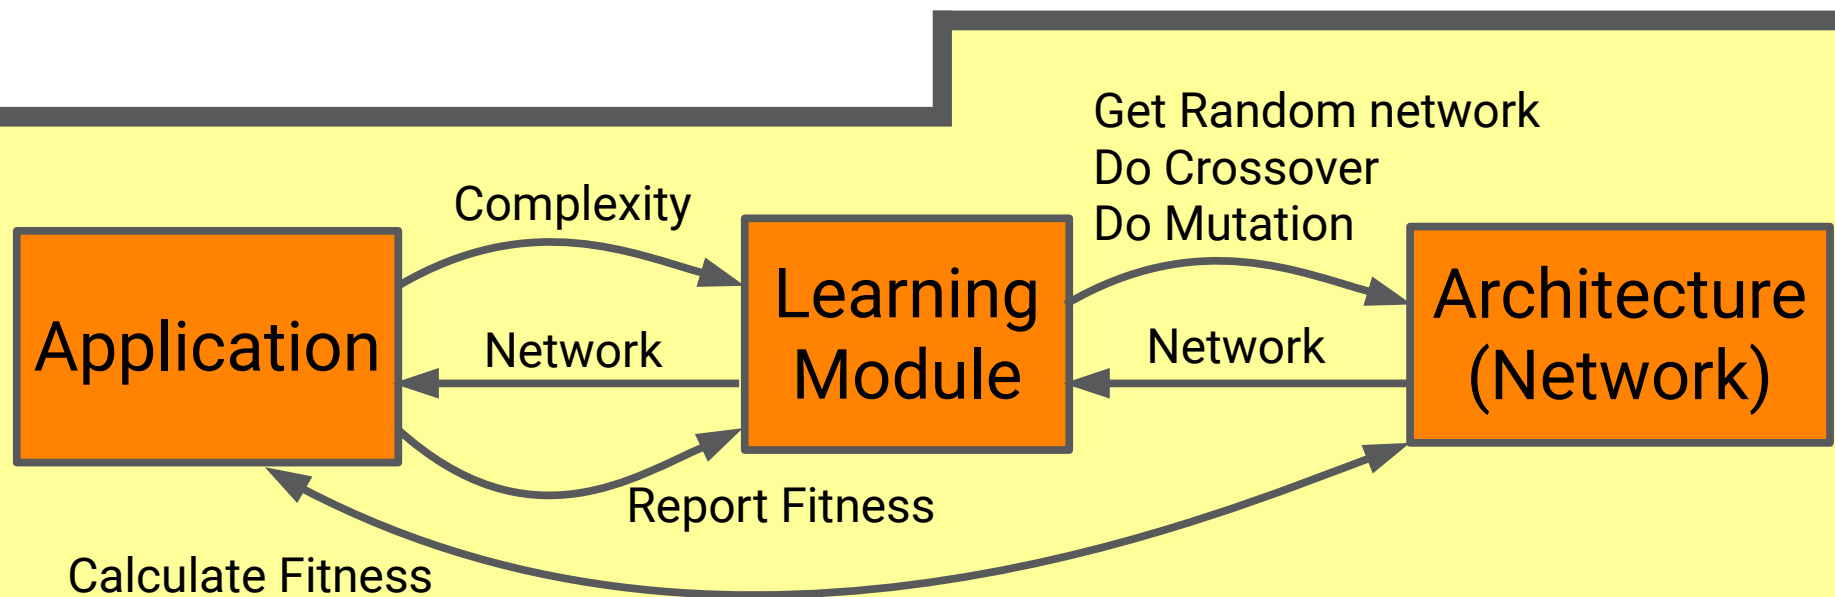 Get Random network
Do Crossover
Do Mutation
Complexity
Application
Network
Learning
Module
Network
Architecture
(Network)
Report Fitness
Calculate Fitness